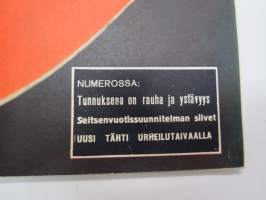 NUMEROSSA:
Tunnuksena on rauha ja ystävyys
Seitsenvuotissuunnitelman siivet
UUSI TÄHTI URHEILUTAIVAALLA